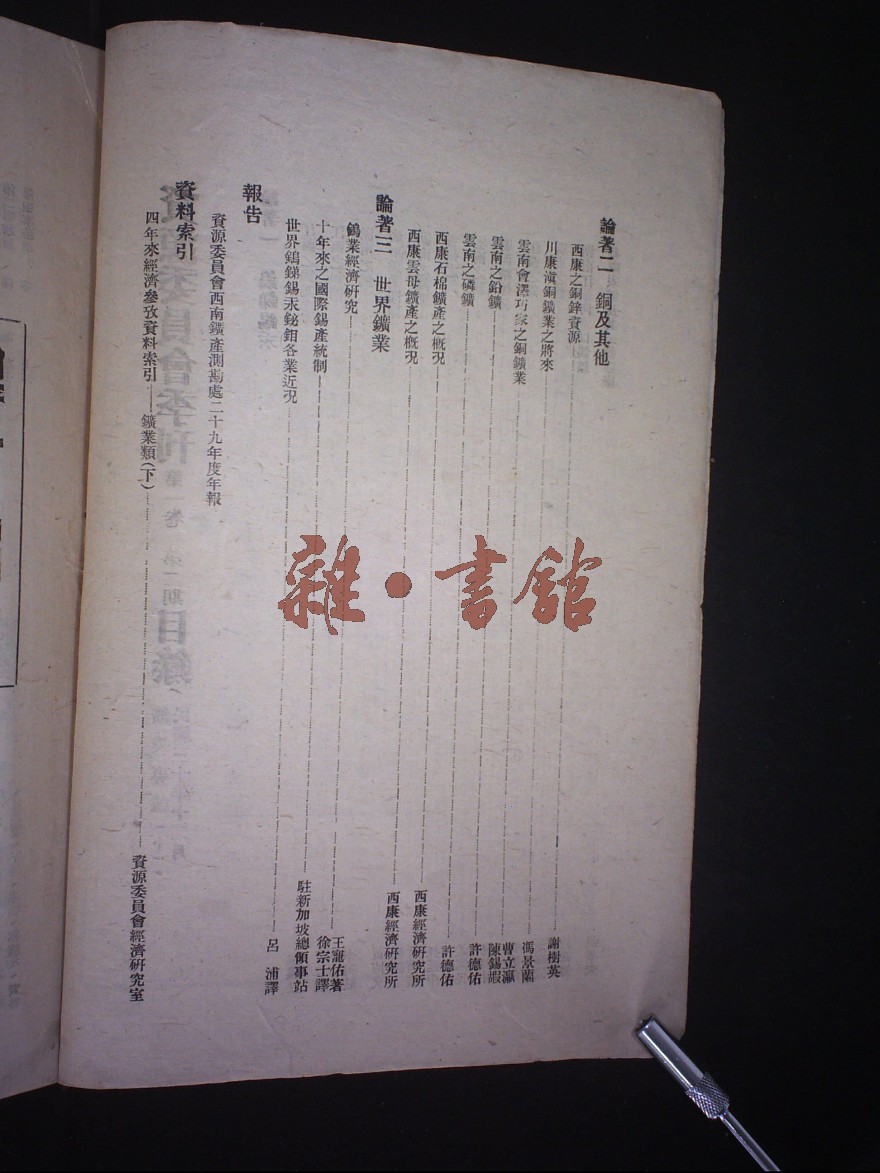 論著二　銅及其他
西康之銅鋅資源　謝樹英
川康滇銅鑛業之將來　馮景蘭
雲南會澤巧家之銅鑛業　曹立瀛　陳錫嘏
雲南之鉛鑛　許德佑
雲南之磷鑛　許德佑
西康石棉鑛產之概况　西康經濟研究所
西康雲母鑛產之概况　西康經濟研究所
論著三　世界鑛業
鎢業經濟研究　王寵佑著　徐宗士譯
十年來之國際錫產統制　駐新加坡總領事站
世界鎢銻錫汞鉍鉬各業近况　呂浦譯
報告
資源委員會西南鑛產測勘處二十九年度年報
資料索引
四年來經濟參攷資料索引——鑛業類(下)　資源委員會經濟研究室
雜·書館